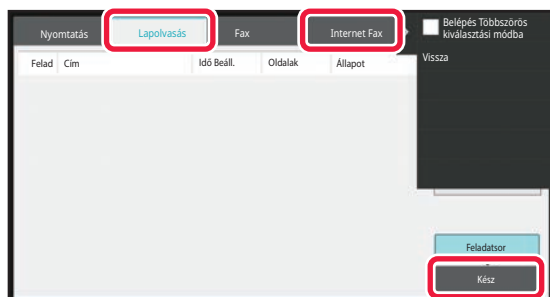 Nyomtatás Lapolvasás Fax Internet Fax
Belépés Többszörös
kiválasztási módba
Vissza
Felad Cím Idő Beáll. Oldalak Állapot
Feladatsor
Kész